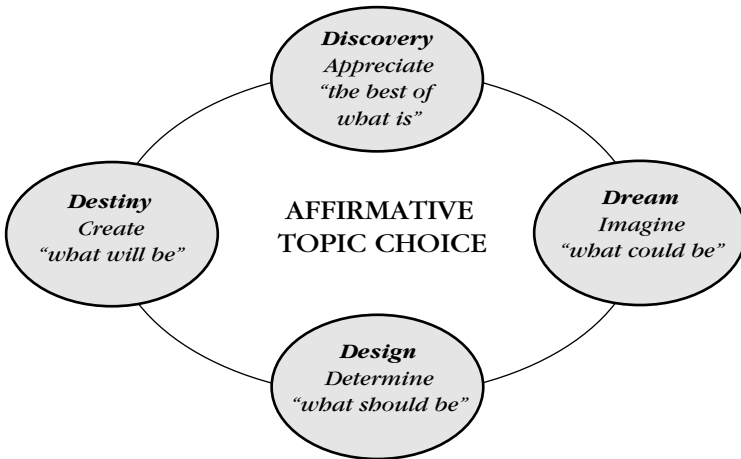 Discovery
Appreciate
“the best of
what is”
Destiny
Create
“what will be”
AFFIRMATIVE
TOPIC CHOICE
Dream
Imagine
“what could be”
Design
Determine
“what should be”